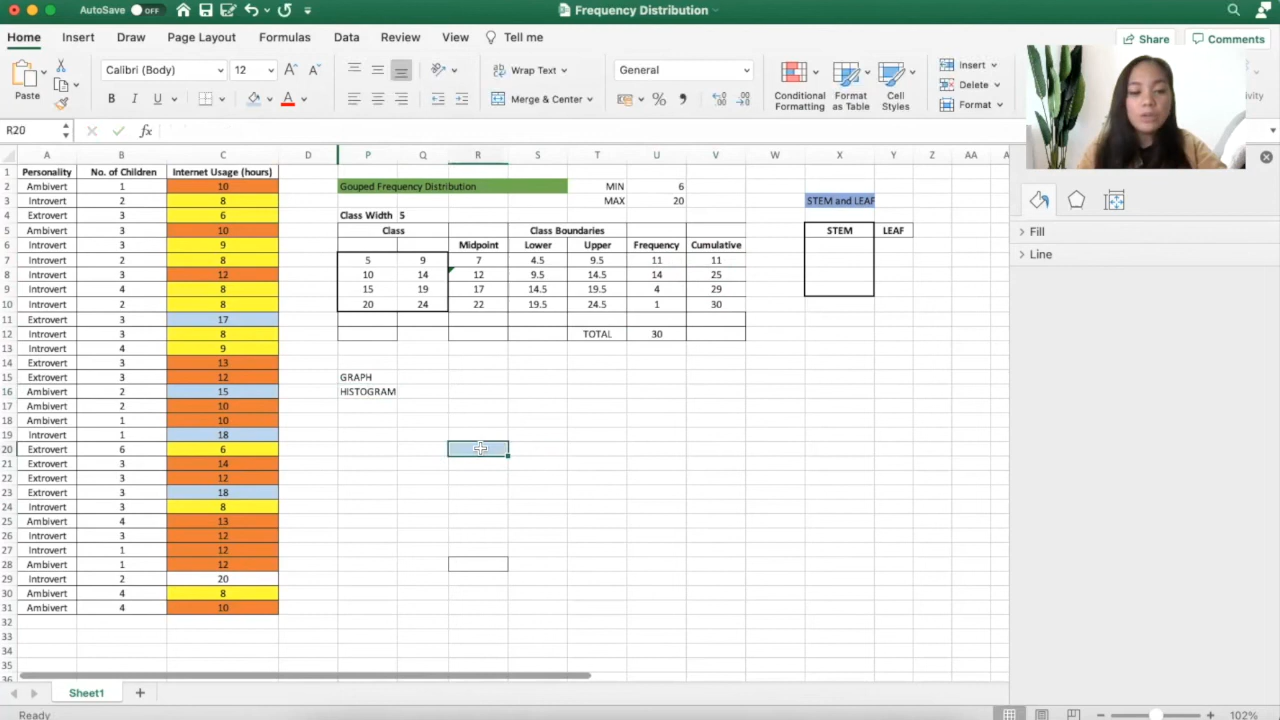 AutoSave OFF Frequency Distribution
Home Insert Draw Page Layout Formulas Data Review View Tell me Share Comments
Paste Calibri (Body) 12 A A Wrap Text General Conditional Formatting Format as Table Cell Styles Insert
B I U A Merge & Center % Delete
Format
R20 fx
A B C D P Q R S T U V W X Y Z AA
1 Personality No. of Children Internet Usage (hours)
2 Ambivert 1 10 Gouped Frequency Distribution MIN 6
3 Introvert 2 8 MAX 20 STEM and LEAF
4 Extrovert 3 6 Class Width 5
5 Ambivert 3 10 Class Class Boundaries STEM LEAF
6 Introvert 3 9 Midpoint Lower Upper Frequency Cumulative
7 Introvert 2 8 5 9 7 4.5 9.5 11 11
8 Introvert 3 12 10 14 12 9.5 14.5 14 25
9 Introvert 4 8 15 19 17 14.5 19.5 4 29
10 Introvert 2 8 20 24 22 19.5 24.5 1 30
11 Extrovert 3 17
12 Introvert 3 8 TOTAL 30
13 Introvert 4 9
14 Extrovert 3 13
15 Extrovert 3 12 GRAPH
16 Ambivert 2 15 HISTOGRAM
17 Ambivert 2 10
18 Ambivert 1 10
19 Introvert 1 18
20 Extrovert 6 6
21 Extrovert 3 14
22 Extrovert 3 12
23 Extrovert 3 18
24 Introvert 3 8
25 Ambivert 4 13
26 Introvert 3 12
27 Introvert 1 12
28 Ambivert 1 12
29 Introvert 2 20
30 Ambivert 4 8
31 Ambivert 4 10
32
33
34
35
36
Fill
Line
Sheet1
Ready 102%